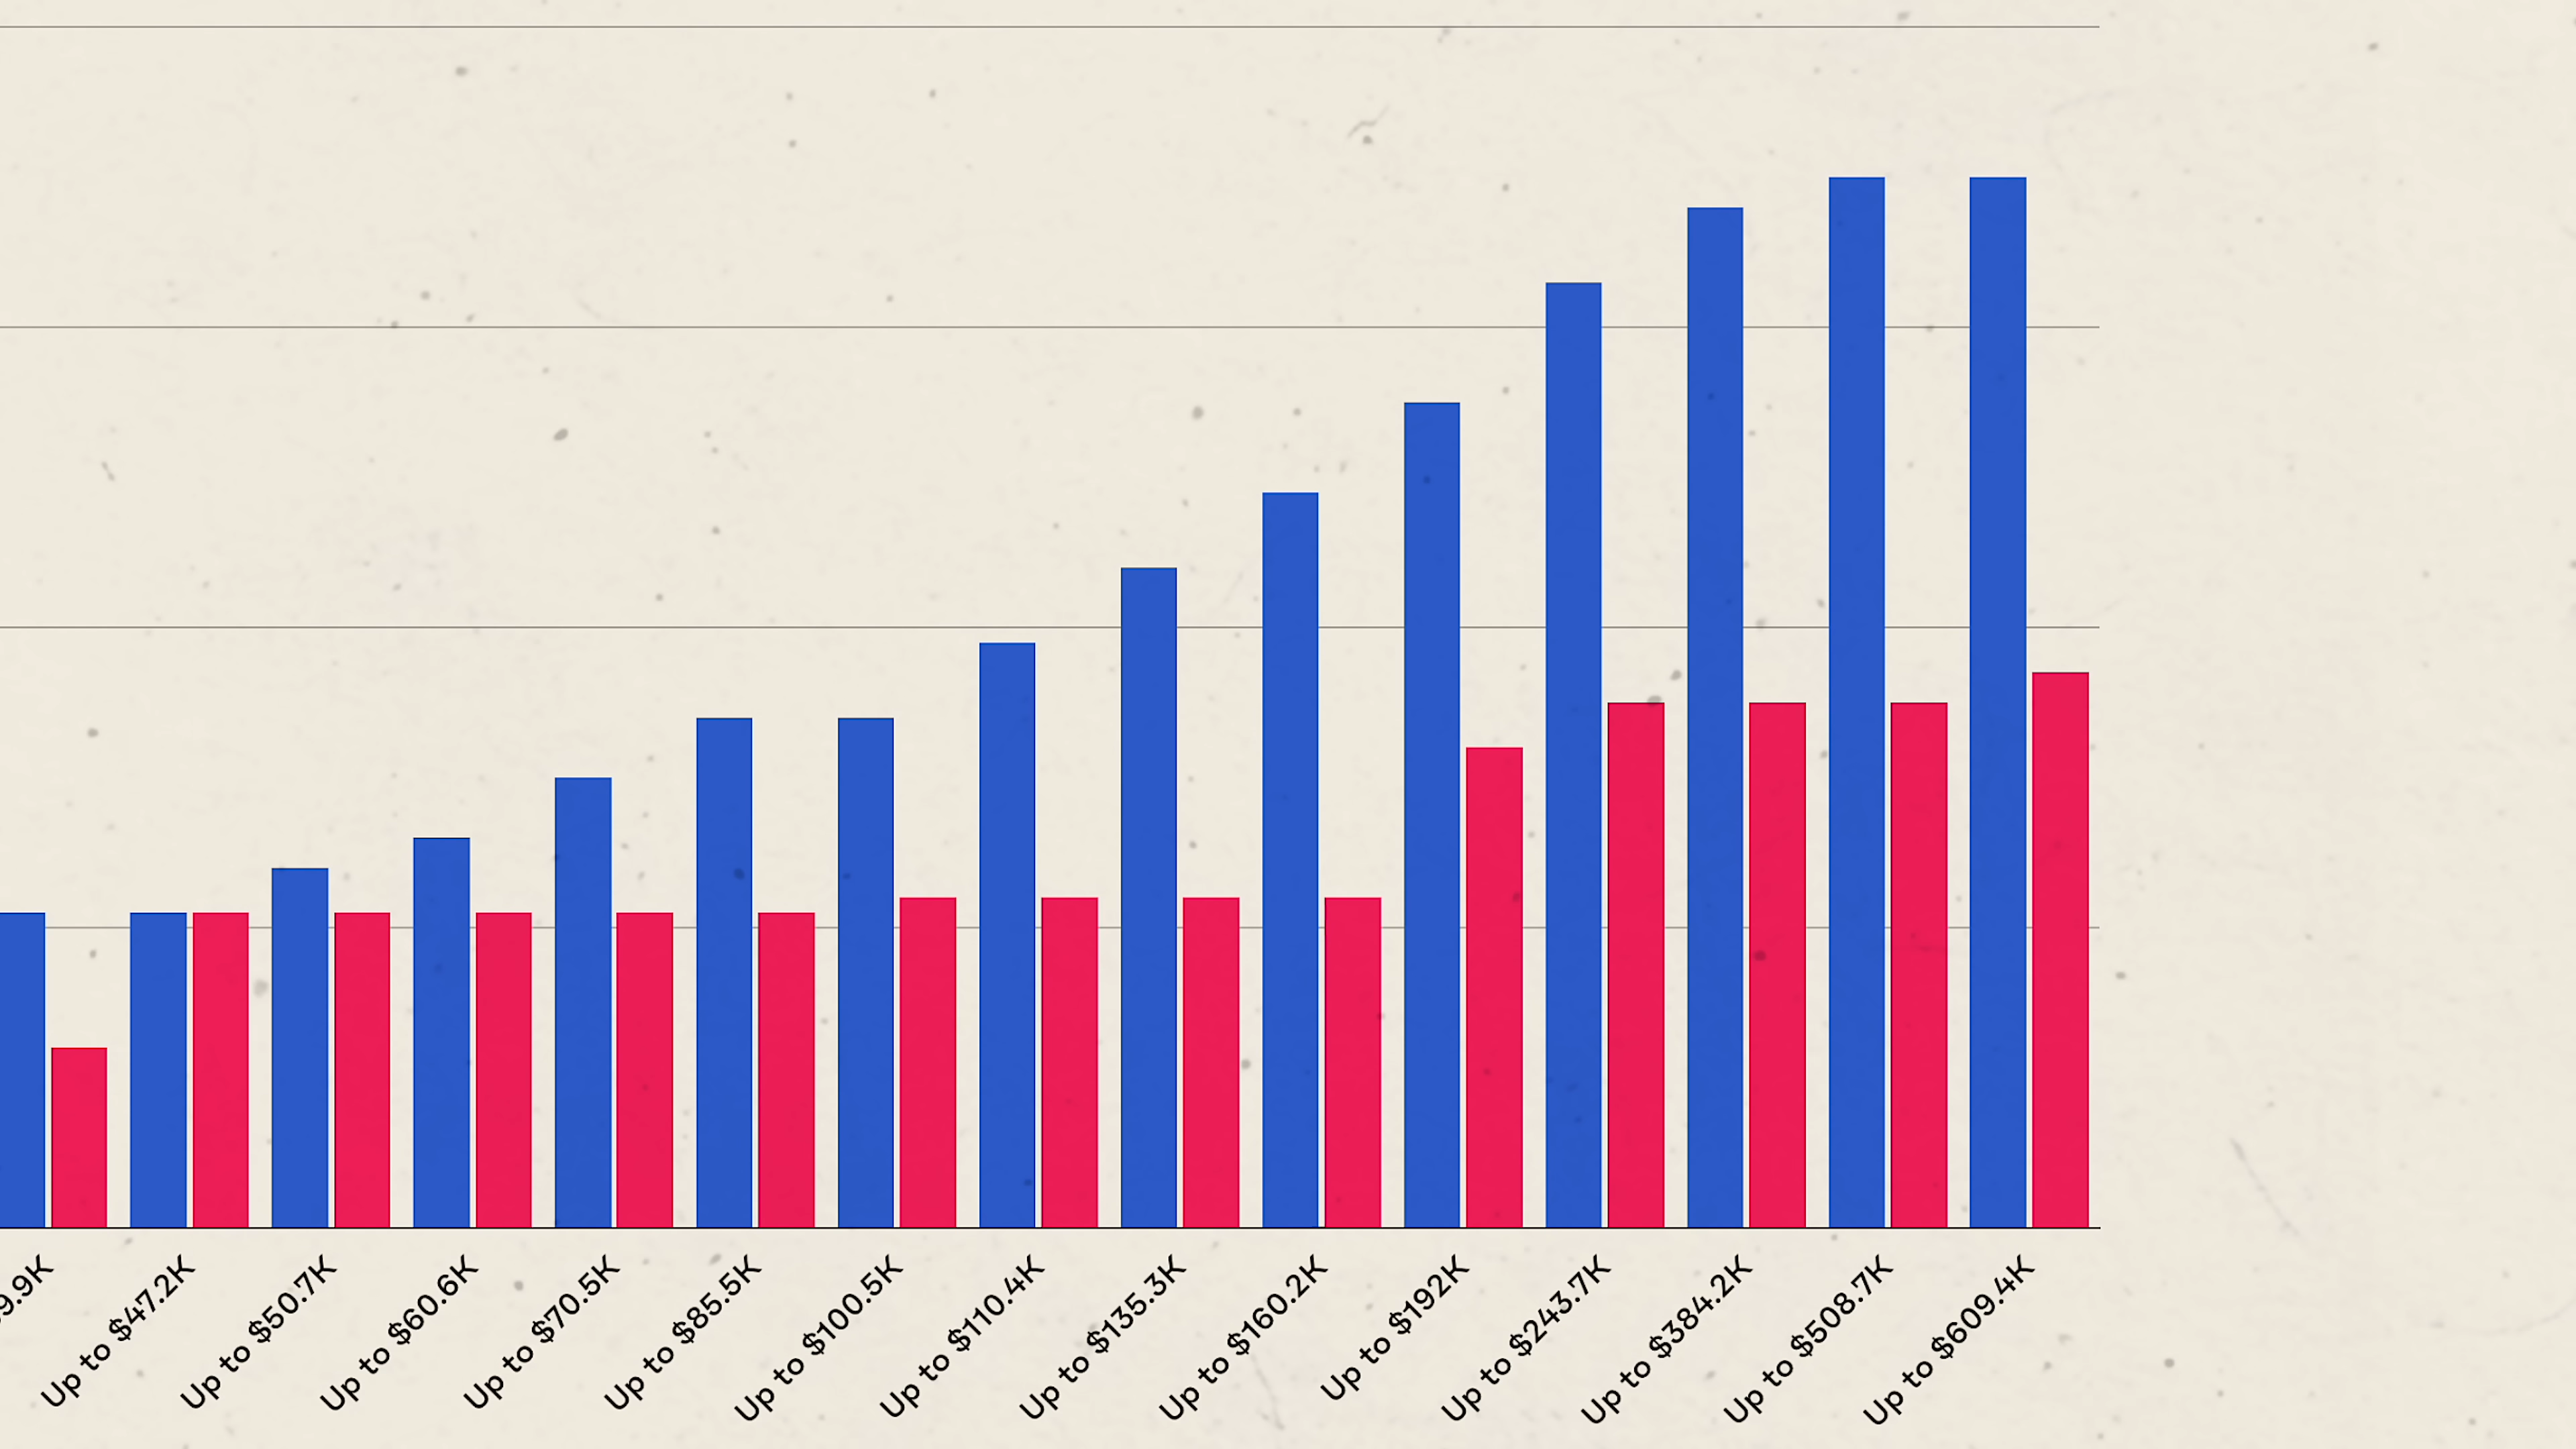 9.9K
Up to $47.2K
Up to $50.7K
Up to $60.6K
Up to $70.5K
Up to $85.5K
Up to $100.5K
Up to $110.4K
Up to $135.3K
Up to $160.2K
Up to $192K
Up to $243.7K
Up to $384.2K
Up to $508.7K
Up to $609.4K